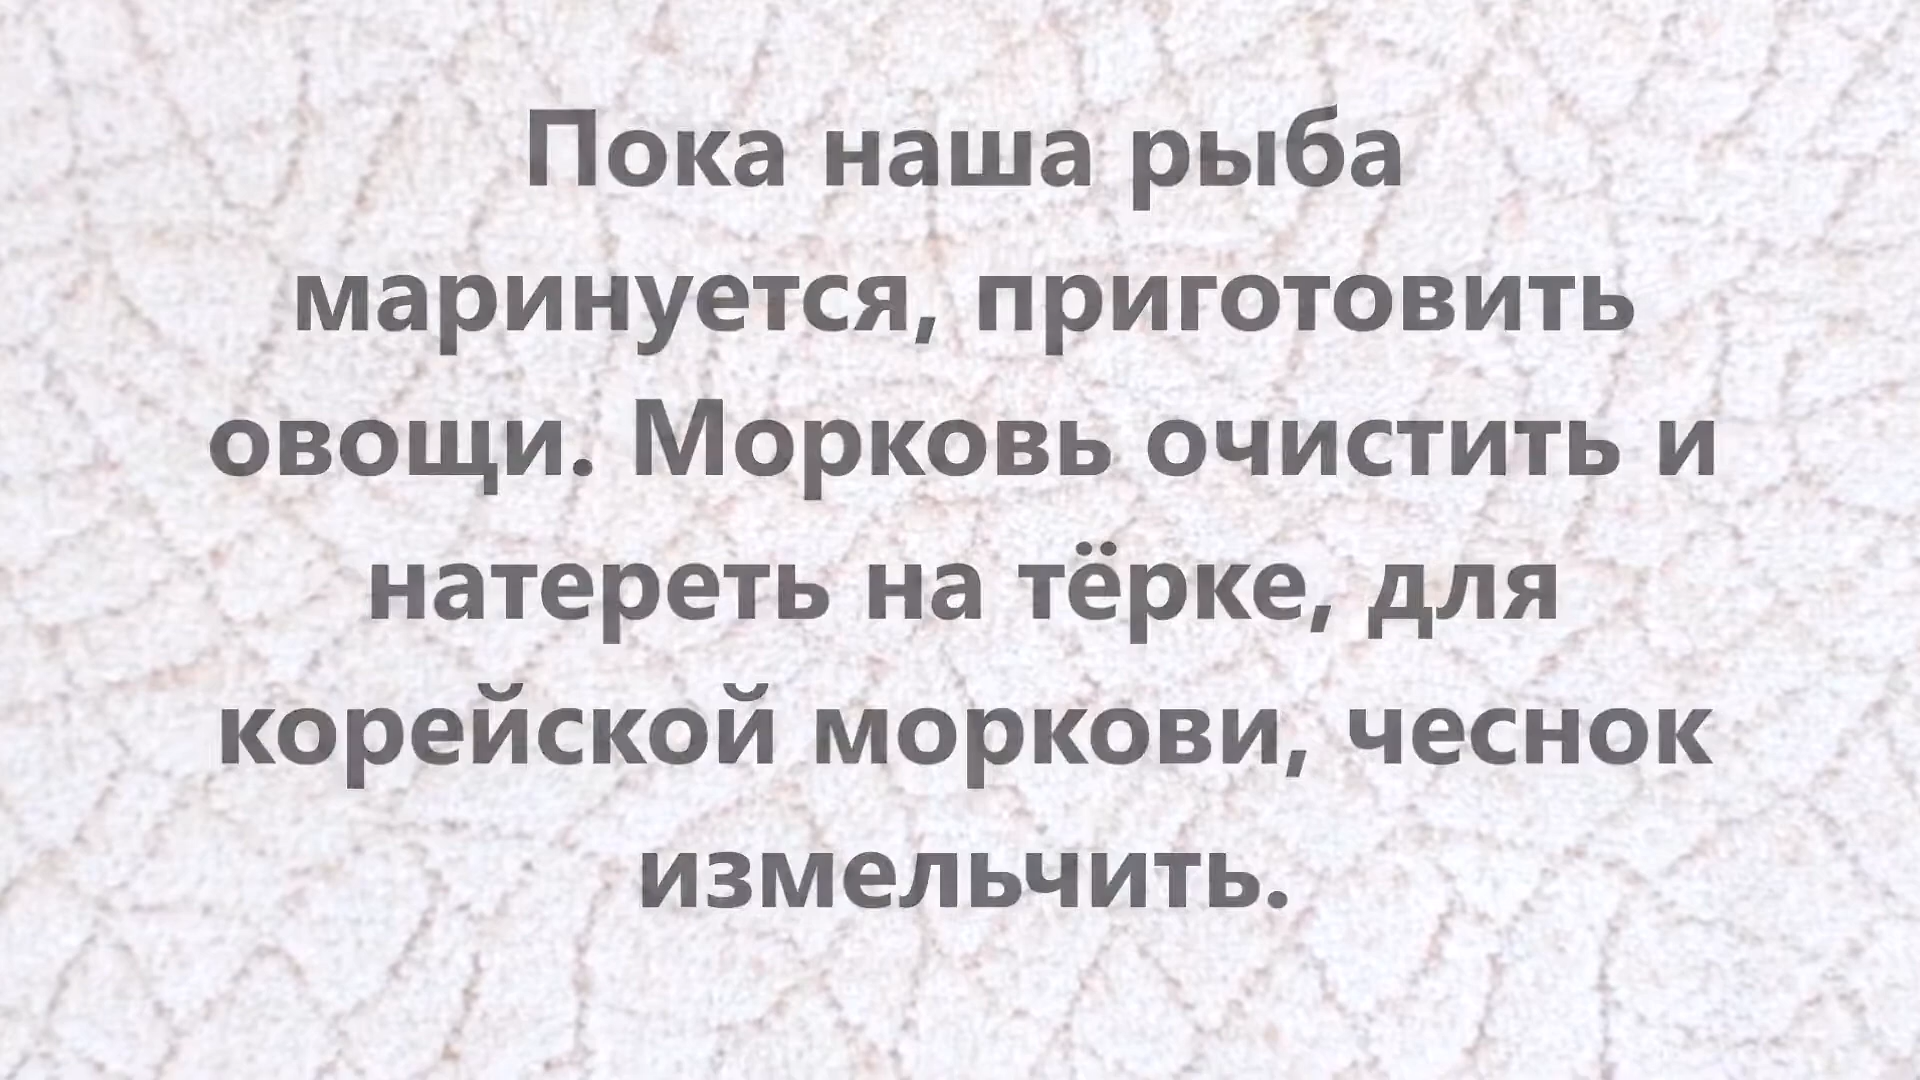 Пока наша рыба
маринуется, приготовить
овощи. Морковь очистить и
натереть на тёрке, для
корейской моркови, чеснок
измельчить.